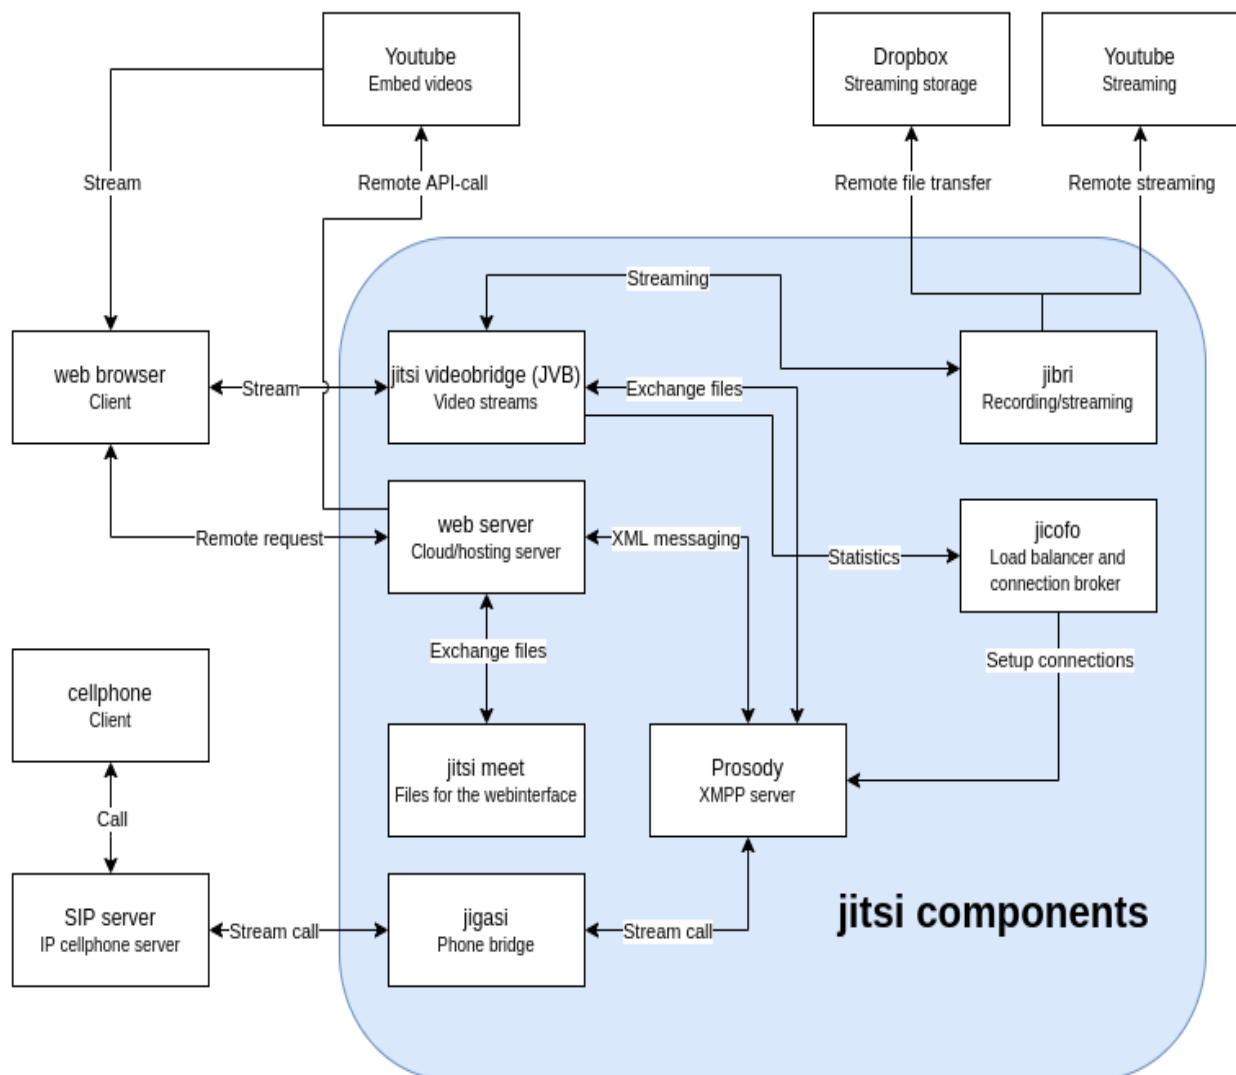 Youtube
Embed videos
Dropbox
Streaming storage
Youtube
Streaming
Stream
Remote API-call
Remote file transfer
Remote streaming
Streaming
web browser
Client
Stream
jitsi videobridge (JVB)
Video streams
Exchange files
jibri
Recording/streaming
Remote request
web server
Cloud/hosting server
XML messaging
Statistics
jicofo
Load balancer and
connection broker
Exchange files
Setup connections
cellphone
Client
jitsi meet
Files for the webinterface
Prosody
XMPP server
Call
SIP server
IP cellphone server
Stream call
jigasi
Phone bridge
Stream call
jitsi components